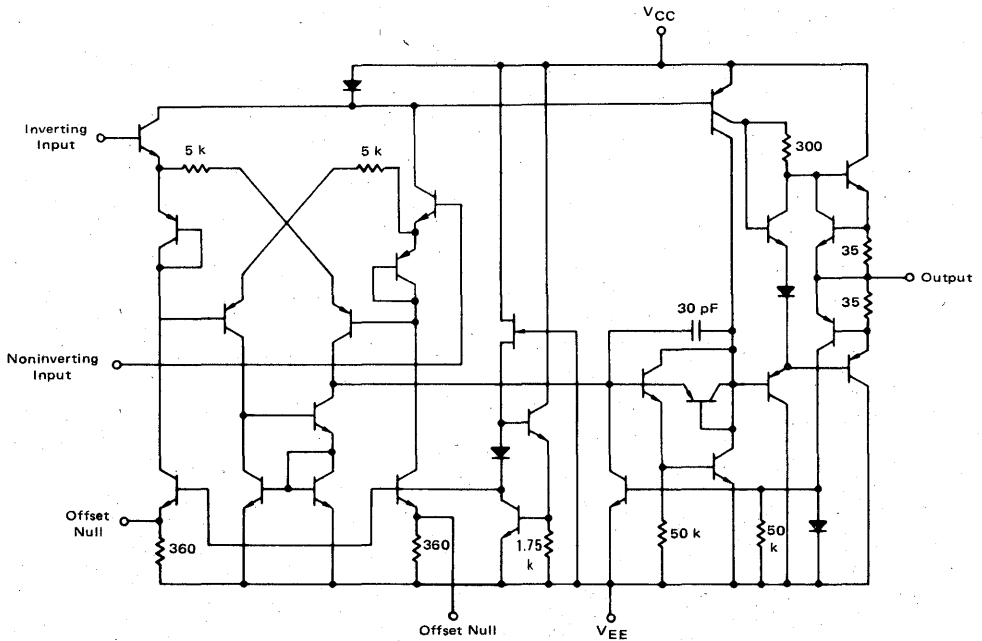 VCC
Inverting
Input
5 k
5 k
300
35
Output
35
30 pF
Noninverting
Input
Offset
Null
360
360
1.75
k
50 k
50
k
Offset Null
VEE